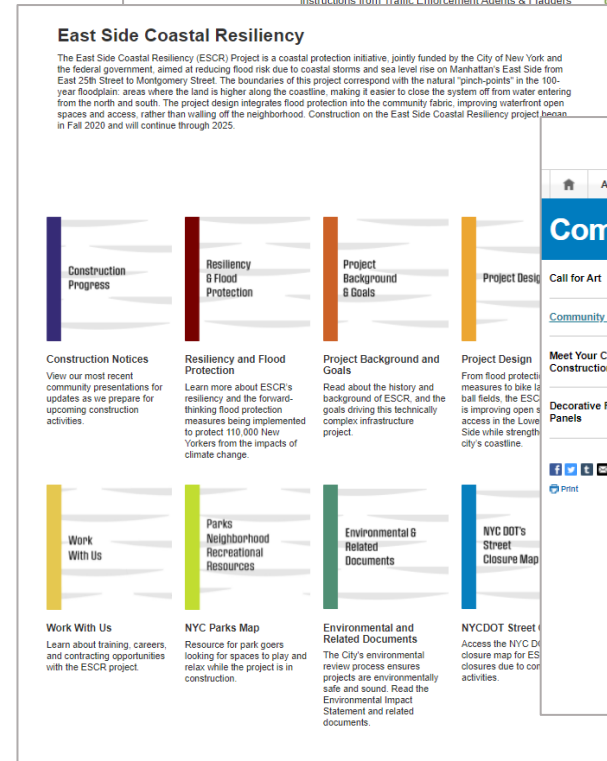 Instructions from Traffic Enforcement Agents & Flaggers
East Side Coastal Resiliency
The East Side Coastal Resiliency (ESCR) Project is a coastal protection initiative, jointly funded by the City of New York and
the federal government, aimed at reducing flood risk due to coastal storms and sea level rise on Manhattan's East Side from
East 25th Street to Montgomery Street. The boundaries of this project correspond with the natural "pinch-points" in the 100-
year floodplain: areas where the land is higher along the coastline, making it easier to close the system off from water entering
from the north and south. The project design integrates flood protection into the community fabric, improving waterfront open
spaces and access, rather than walling off the neighborhood. Construction on the East Side Coastal Resiliency project began
in Fall 2020 and will continue through 2025.
Construction
Progress
Resiliency
& Flood
Protection
Project
Background
& Goals
Project Desig
Construction Notices
View our most recent
community presentations for
updates as we prepare for
upcoming construction
activities.
Resiliency and Flood
Protection
Learn more about ESCR's
resiliency and the forward-
thinking flood protection
measures being implemented
to protect 110,000 New
Yorkers from the impacts of
climate change.
Project Background and
Goals
Read about the history and
background of ESCR, and the
goals driving this technically
complex infrastructure
project.
Project Design
From flood protecti
measures to bike la
ball fields, the ESC
is improving open s
access in the Lowe
Side while strength
city's coastline.
Work
With Us
Parks
Neighborhood
Recreational
Resources
Environmental &
Related
Documents
NYC DOT's
Street
Closure Map
Work With Us
Learn about training, careers,
and contracting opportunities
with the ESCR project.
NYC Parks Map
Resource for park goers
looking for spaces to play and
relax while the project is in
construction.
Environmental and
Related Documents
The City's environmental
review process ensures
projects are environmentally
safe and sound. Read the
Environmental Impact
Statement and related
documents.
NYCDOT Street
Access the NYC D
closure map for ES
closures due to cor
activities.
A
Com
Call for Art
Community
Meet Your C
Construction
Decorative F
Panels
Print